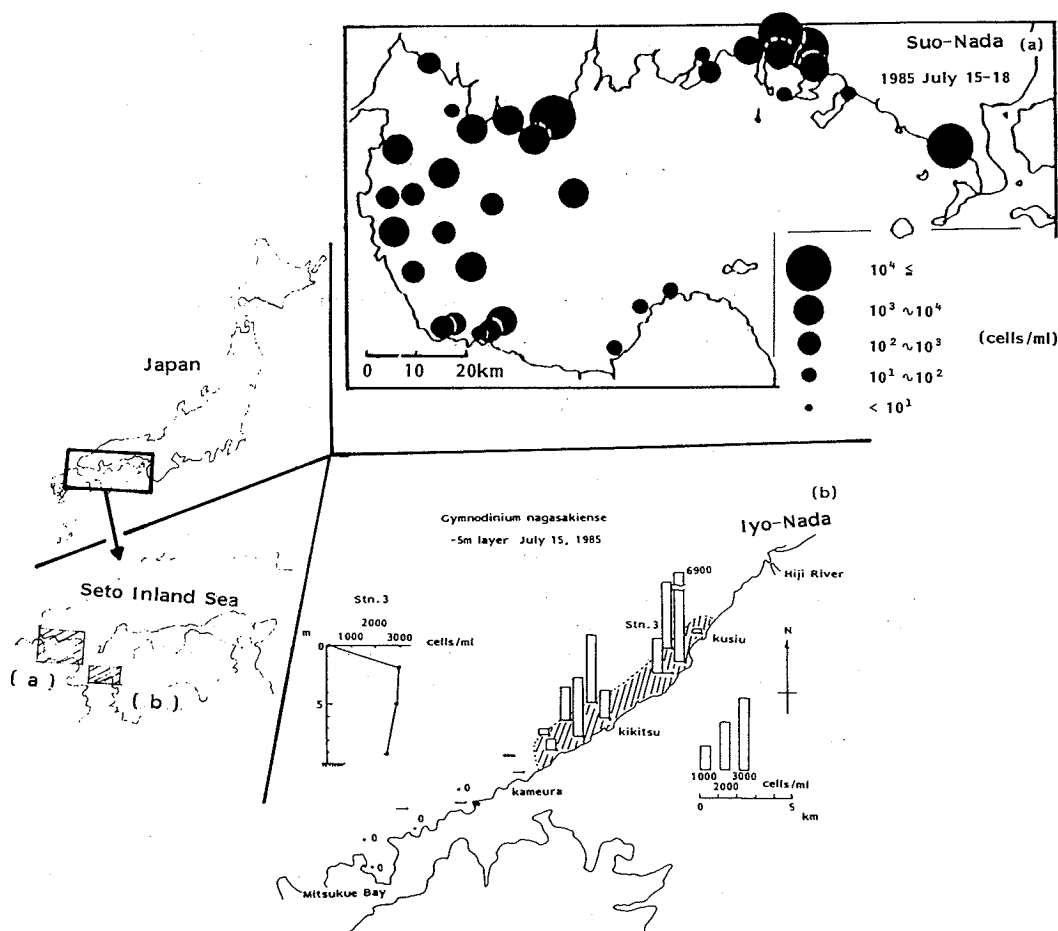 Suo-Nada (a)
1985 July 15-18
10⁴ ≤
10³ ~10⁴
10² ~10³
(cells/ml)
10¹ ~10²
< 10¹
0 10 20km
Japan
Seto Inland Sea
(a)
(b)
(b)
Iyo-Nada
Gymnodinium nagasakiense
-5m layer July 15, 1985
Hiji River
Stn.3
2000
1000 3000 cells/ml
m
0
5
6900
Stn.3
kusiu
N
kikitsu
1000 3000
2000 cells/ml
0 5
km
kameura
+0
+0
+0
+0
Mitsukue Bay